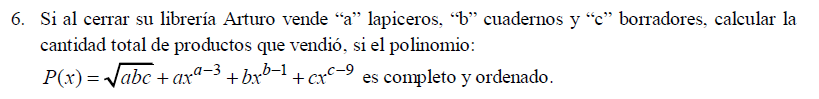 6. Si al cerrar su librería Arturo vende “a” lapiceros, “b” cuadernos y “c” borradores, calcular la
cantidad total de productos que vendió, si el polinomio:
P(x) = √abc + ax^{a−3} + bx^{b−1} + cx^{c−9} es completo y ordenado.